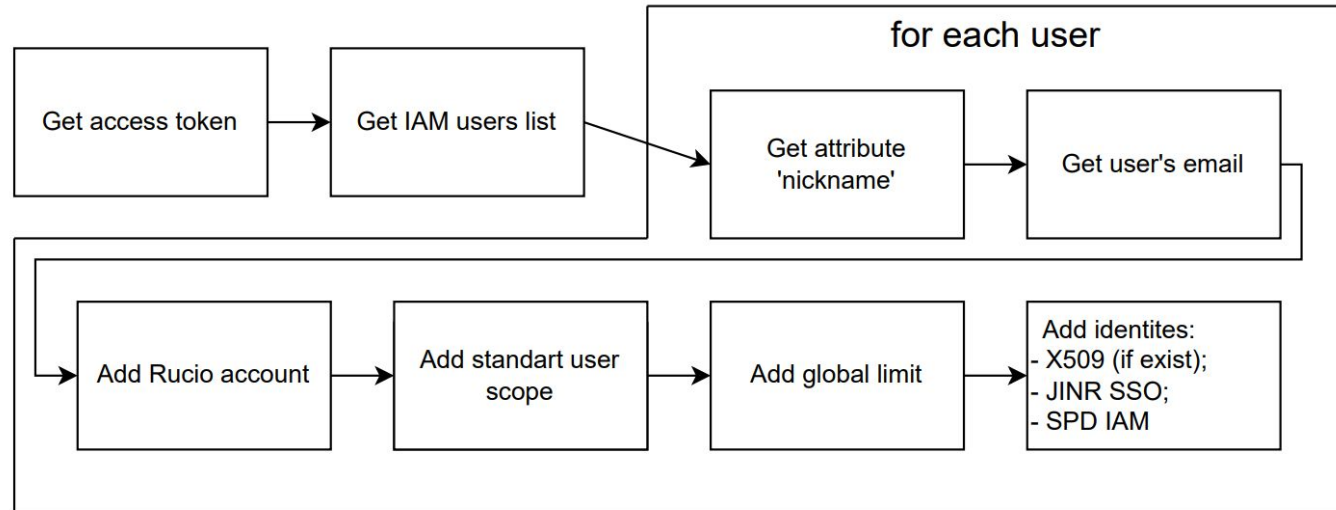 for each user
Get access token
Get IAM users list
Get attribute
'nickname'
Get user's email
Add Rucio account
Add standart user
scope
Add global limit
Add identites:
- X509 (if exist);
- JINR SSO;
- SPD IAM